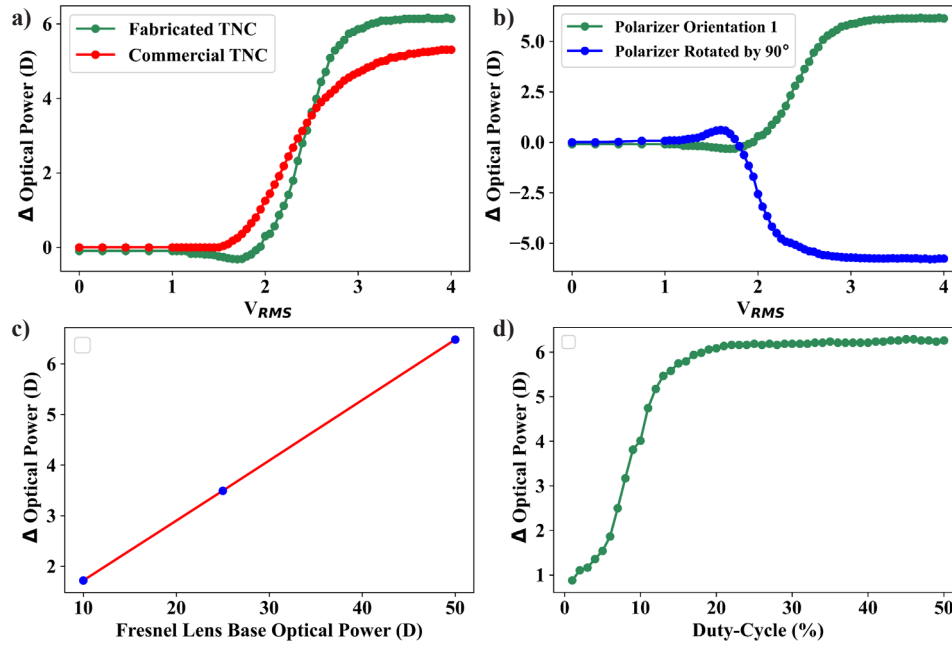 a)
Δ Optical Power (D)
6
4
2
0
Fabricated TNC
Commercial TNC
0 1 2 3 4
V_RMS
b)
Δ Optical Power (D)
5.0
2.5
0.0
−2.5
−5.0
Polarizer Orientation 1
Polarizer Rotated by 90°
0 1 2 3 4
V_RMS
c)
Δ Optical Power (D)
6
5
4
3
2
10 20 30 40 50
Fresnel Lens Base Optical Power (D)
d)
Δ Optical Power (D)
6
5
4
3
2
1
0 10 20 30 40 50
Duty-Cycle (%)